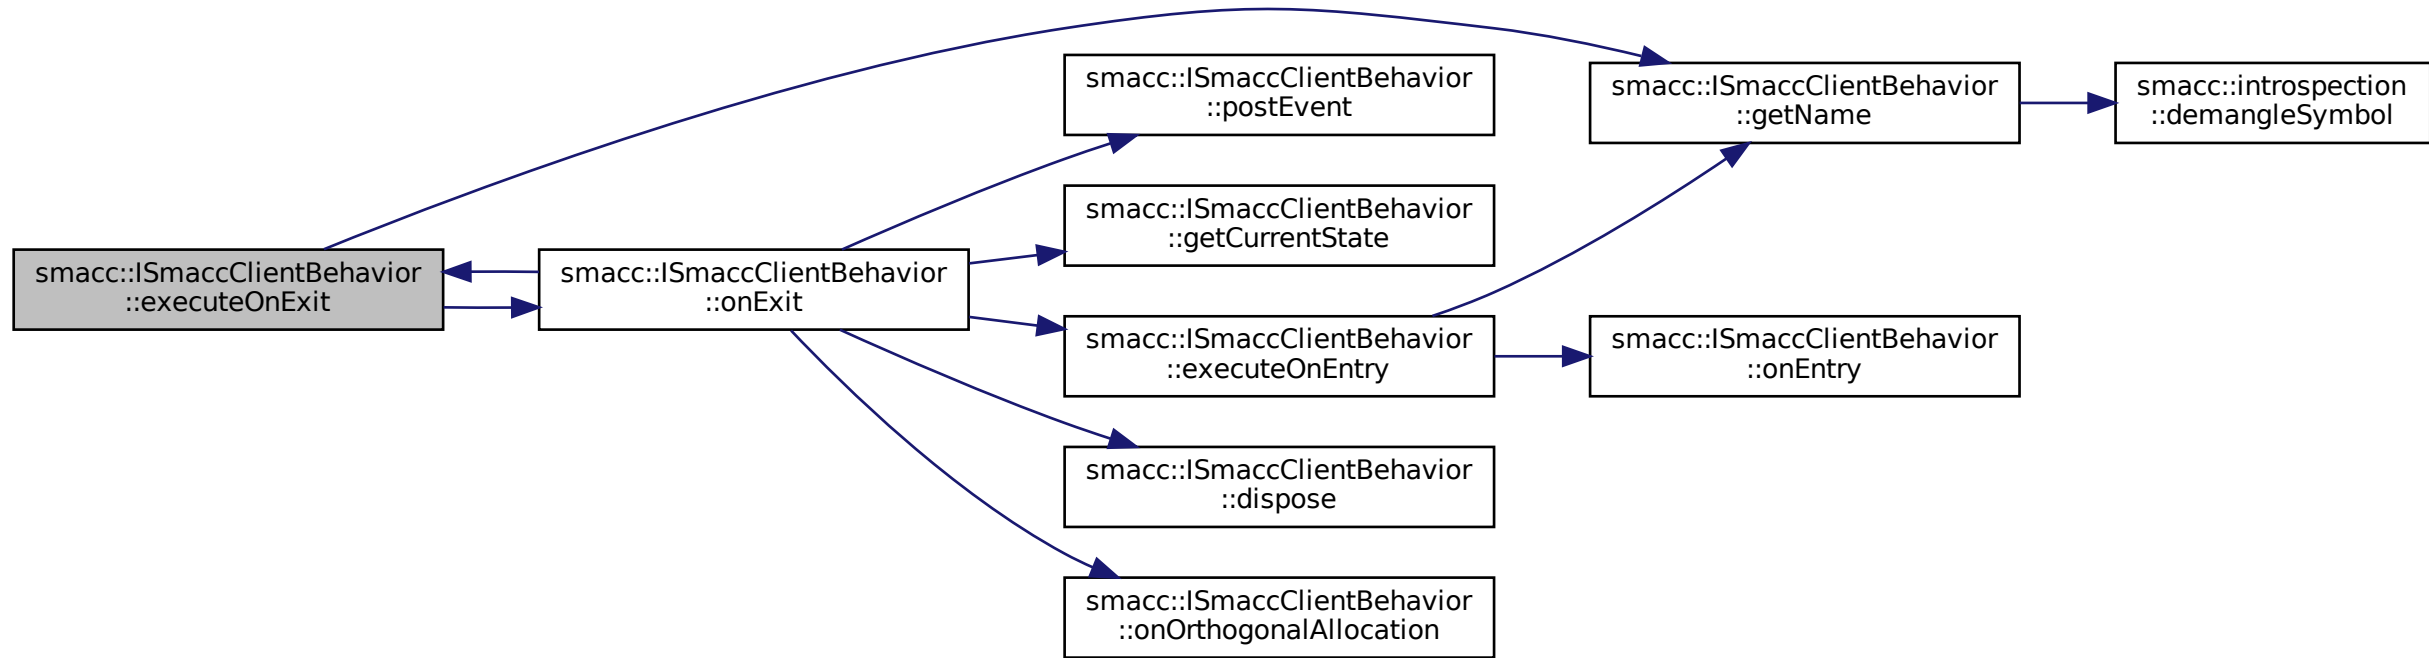 smacc::ISmaccClientBehavior
::executeOnExit
smacc::ISmaccClientBehavior
::onExit
smacc::ISmaccClientBehavior
::postEvent
smacc::ISmaccClientBehavior
::getCurrentState
smacc::ISmaccClientBehavior
::executeOnEntry
smacc::ISmaccClientBehavior
::dispose
smacc::ISmaccClientBehavior
::onOrthogonalAllocation
smacc::ISmaccClientBehavior
::getName
smacc::ISmaccClientBehavior
::onEntry
smacc::introspection
::demangleSymbol